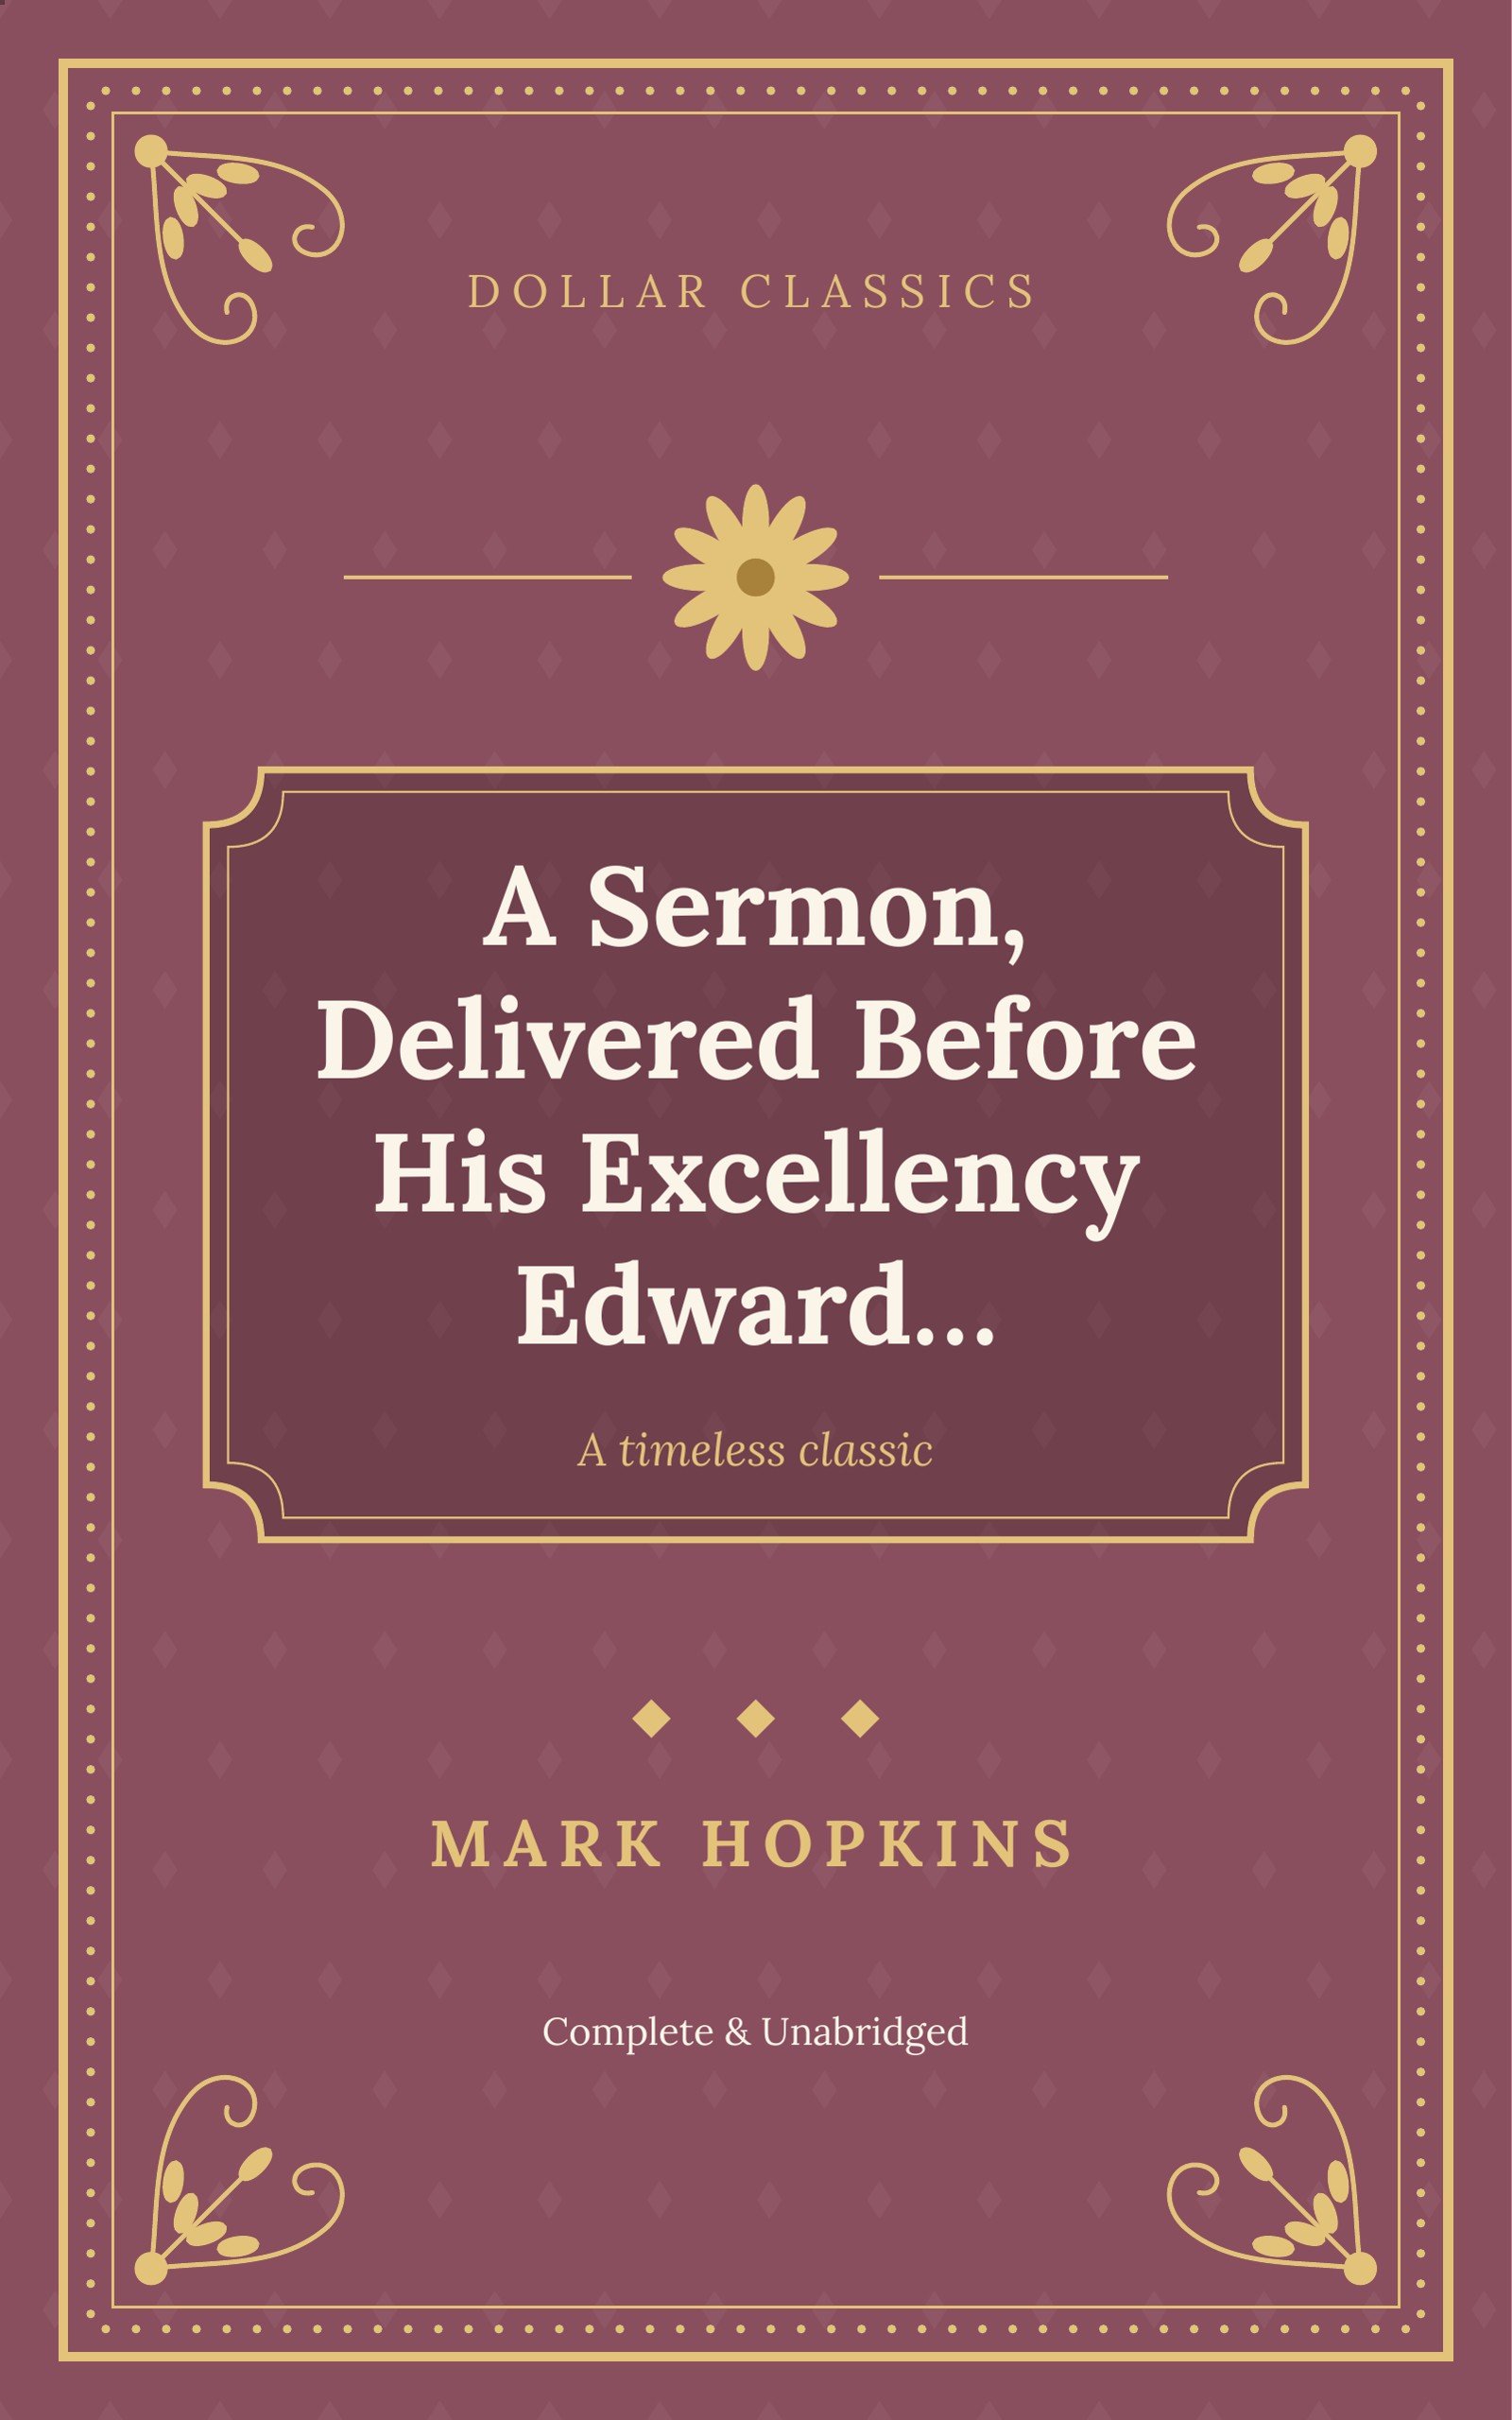 DOLLAR CLASSICS
A Sermon,
Delivered Before
His Excellency
Edward...
A timeless classic
MARK HOPKINS
Complete & Unabridged